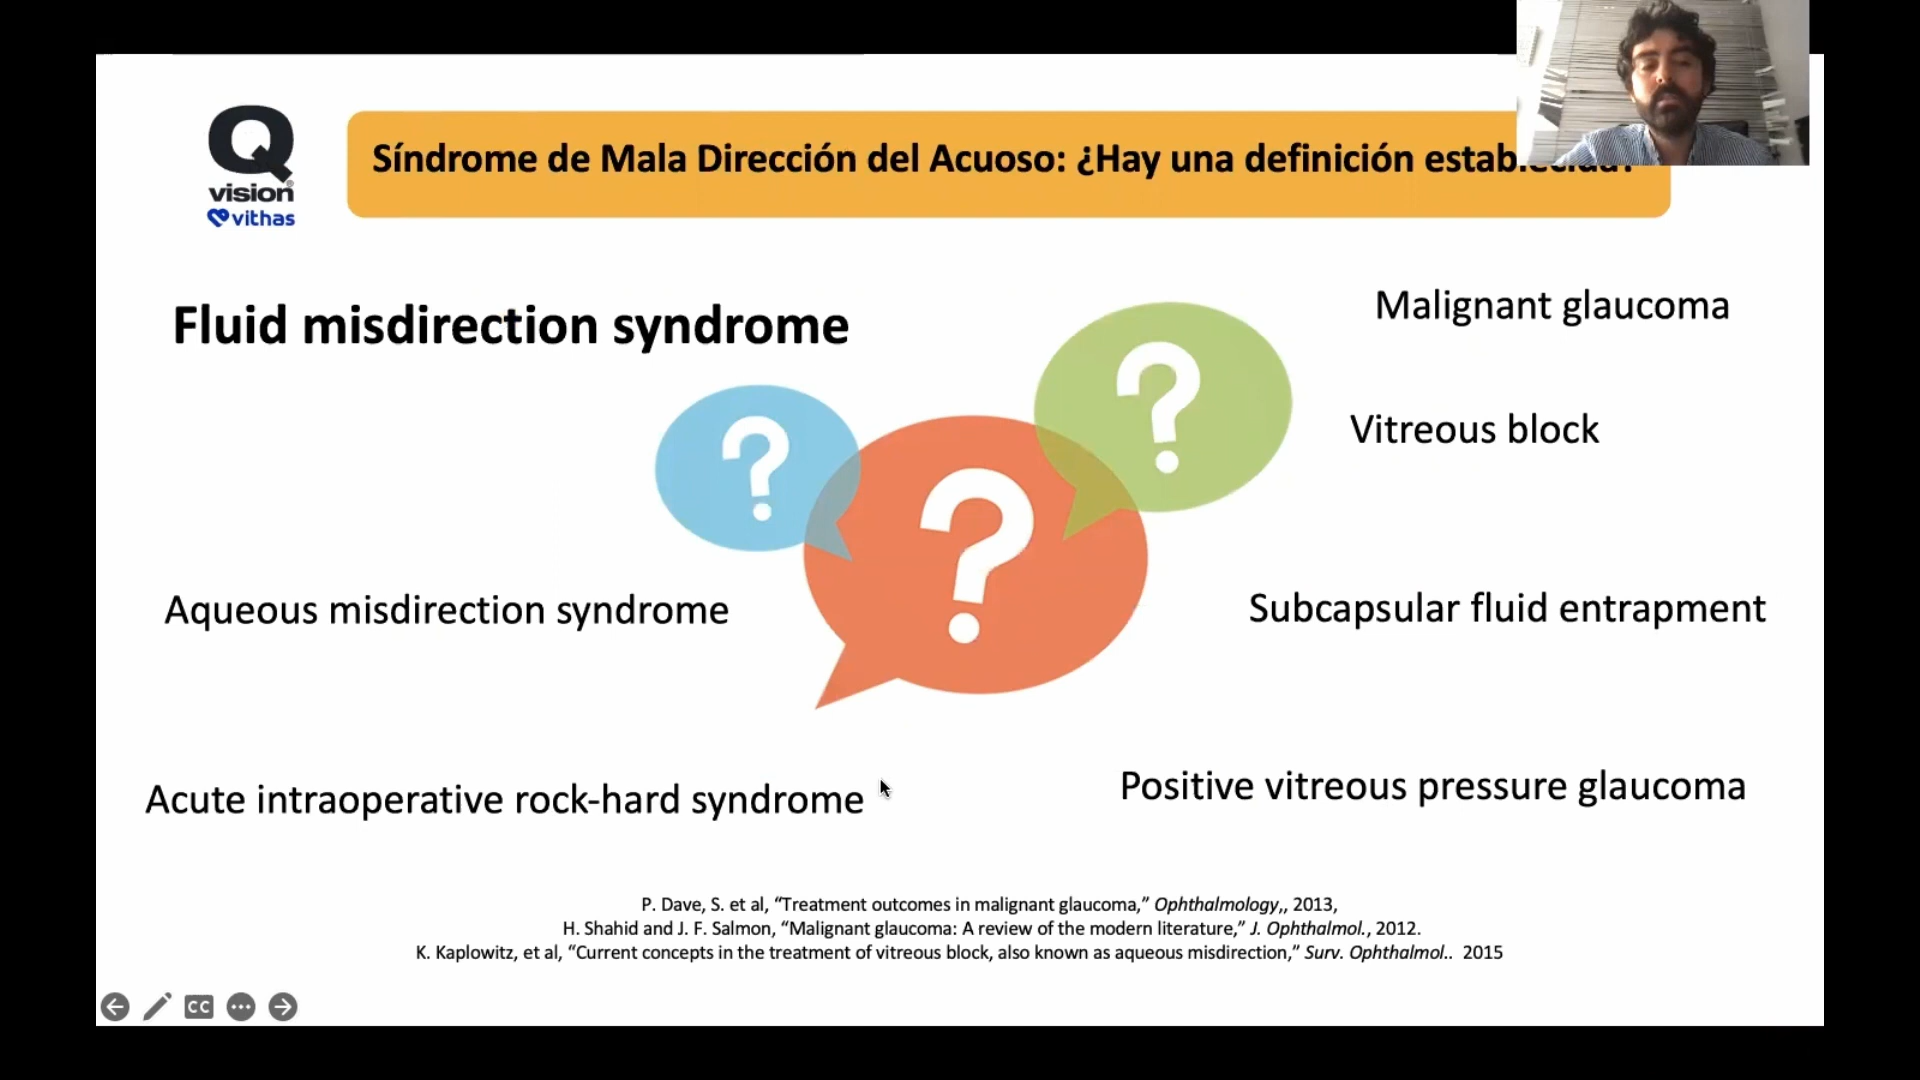 Q
vision®
vithas
Síndrome de Mala Dirección del Acuoso: ¿Hay una definición
Fluid misdirection syndrome
Malignant glaucoma
Vitreous block
?
?
?
Aqueous misdirection syndrome
Subcapsular fluid entrapment
Acute intraoperative rock-hard syndrome
Positive vitreous pressure glaucoma
P. Dave, S. et al, “Treatment outcomes in malignant glaucoma,” Ophthalmology,, 2013,
H. Shahid and J. F. Salmon, “Malignant glaucoma: A review of the modern literature,” J. Ophthalmol., 2012.
K. Kaplowitz, et al, “Current concepts in the treatment of vitreous block, also known as aqueous misdirection,” Surv. Ophthalmol.. 2015
CC